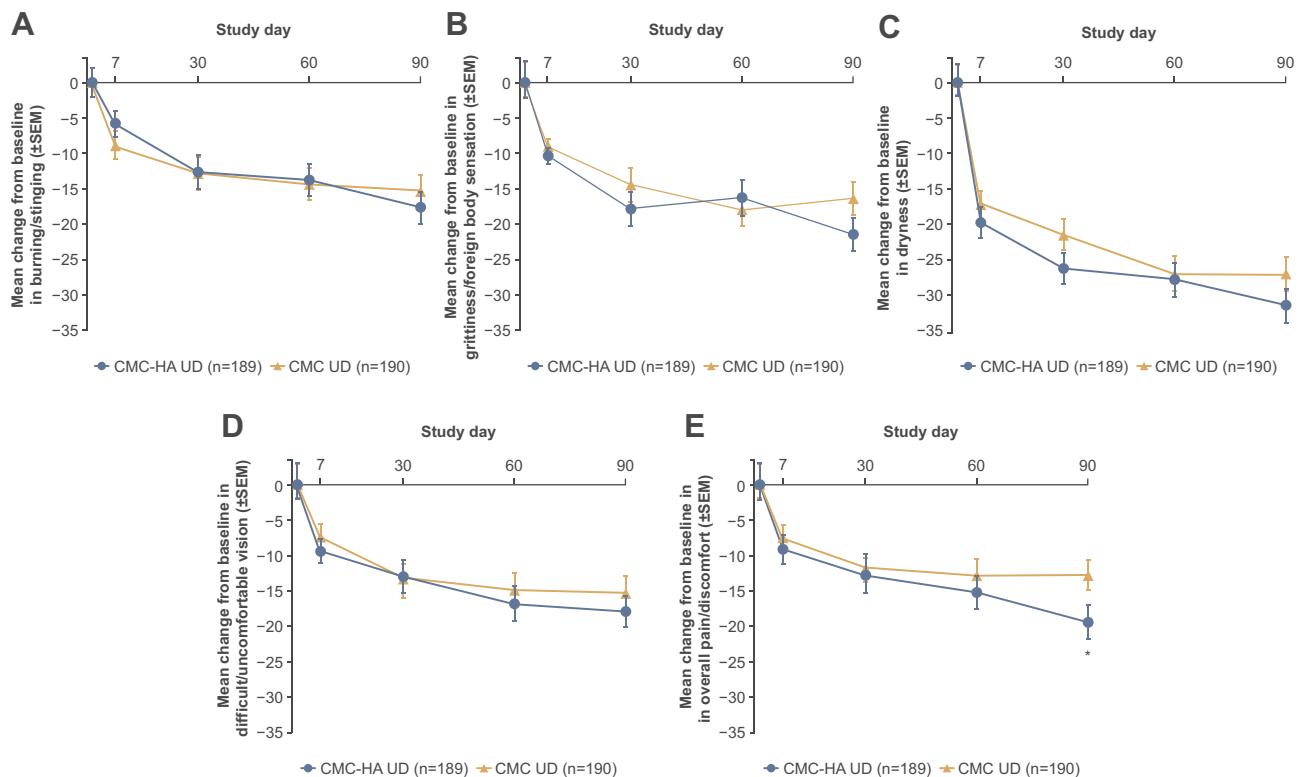 A
Study day
7 30 60 90
0
−5
−10
−15
−20
−25
−30
−35
Mean change from baseline
in burning/stinging (±SEM)
CMC-HA UD (n=189) CMC UD (n=190)
B
Study day
7 30 60 90
0
−5
−10
−15
−20
−25
−30
−35
Mean change from baseline in
grittiness/foreign body sensation (±SEM)
CMC-HA UD (n=189) CMC UD (n=190)
C
Study day
7 30 60 90
0
−5
−10
−15
−20
−25
−30
−35
Mean change from baseline
in dryness (±SEM)
CMC-HA UD (n=189) CMC UD (n=190)
D
Study day
7 30 60 90
0
−5
−10
−15
−20
−25
−30
−35
Mean change from baseline in
difficult/uncomfortable vision (±SEM)
CMC-HA UD (n=189) CMC UD (n=190)
E
Study day
7 30 60 90
0
−5
−10
−15
−20
−25
−30
−35
Mean change from baseline in
in overall pain/discomfort (±SEM)
*
CMC-HA UD (n=189) CMC UD (n=190)